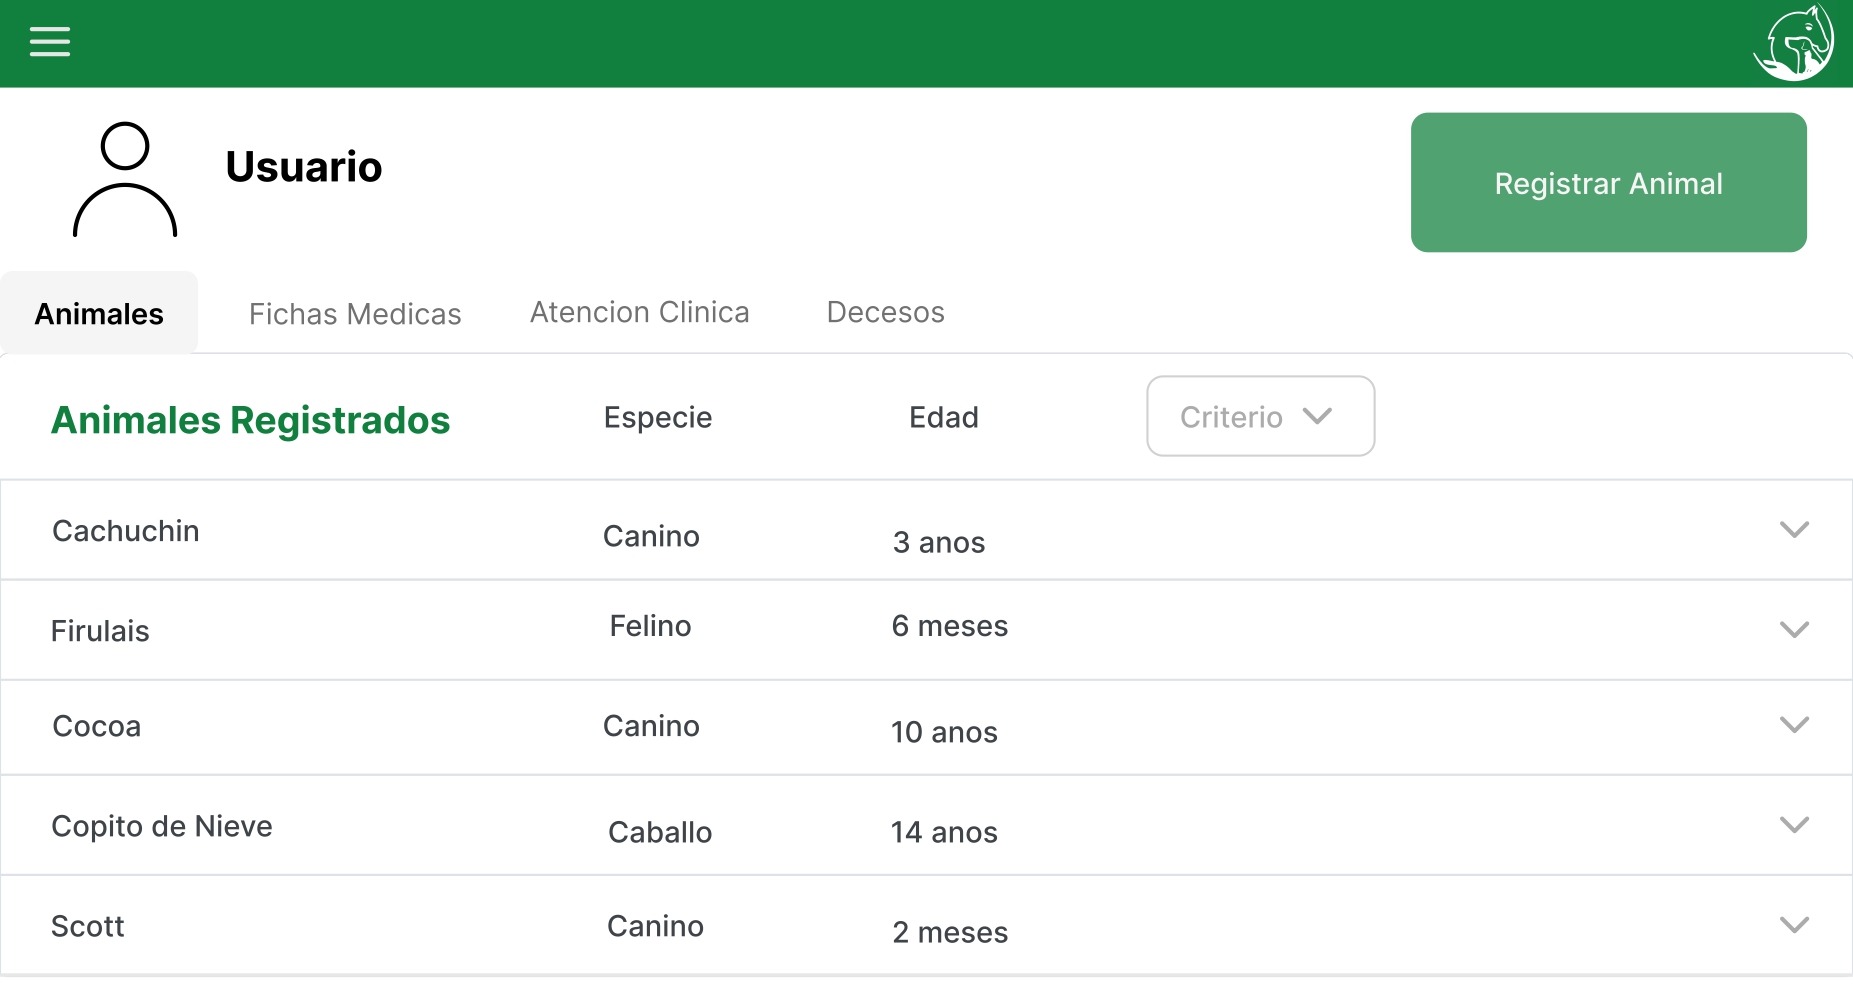 Usuario
Registrar Animal
Animales
Fichas Medicas
Atencion Clinica
Decesos
Animales Registrados
Especie
Edad
Criterio
Cachuchin
Canino
3 anos
Firulais
Felino
6 meses
Cocoa
Canino
10 anos
Copito de Nieve
Caballo
14 anos
Scott
Canino
2 meses